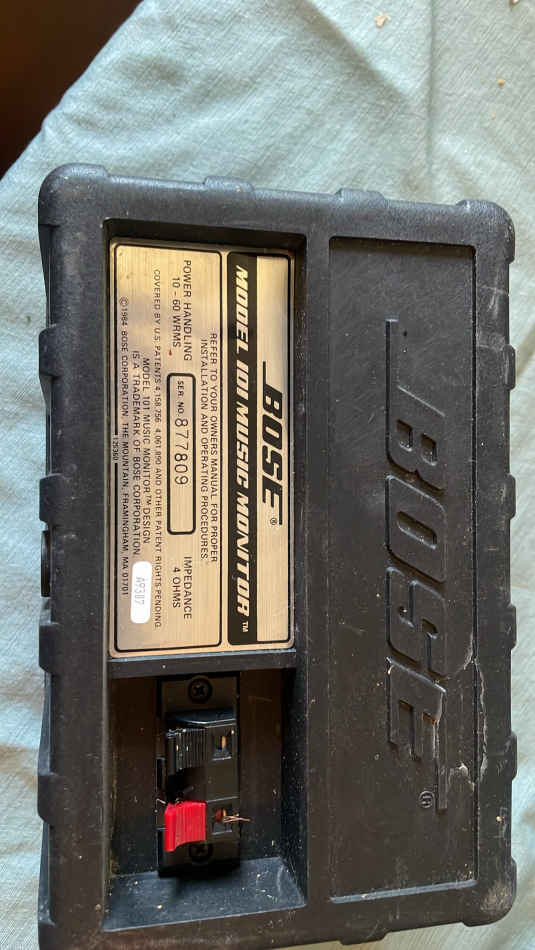 BOSE®
BOSE®
MODEL 101 MUSIC MONITOR™
REFER TO YOUR OWNERS MANUAL FOR PROPER
INSTALLATION AND OPERATING PROCEDURES.
POWER HANDLING
10 - 60 WRMS
SER. NO. 877809
IMPEDANCE
4 OHMS
COVERED BY U.S. PATENTS 4,158,756 4,061,890 AND OTHER PATENT RIGHTS PENDING.
MODEL 101 MUSIC MONITOR™ DESIGN
IS A TRADEMARK OF BOSE CORPORATION
© 1984 BOSE CORPORATION, THE MOUNTAIN, FRAMINGHAM, MA 01701
125360
A9387